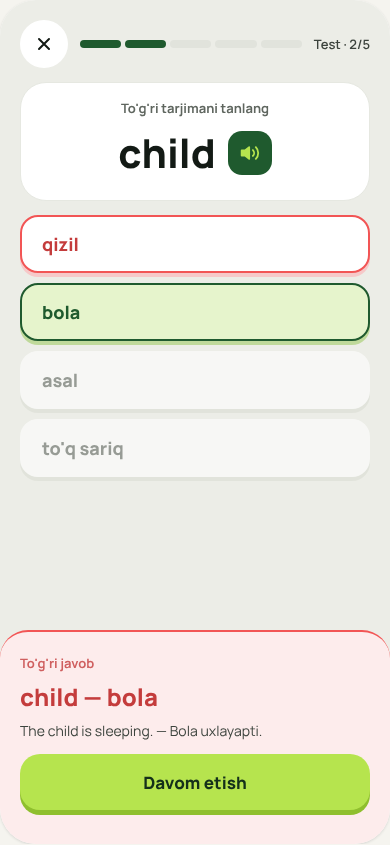 Test · 2/5
To'g'ri tarjimani tanlang
child
qizil
bola
asal
to'q sariq
To'g'ri javob
child — bola
The child is sleeping. — Bola uxlayapti.
Davom etish